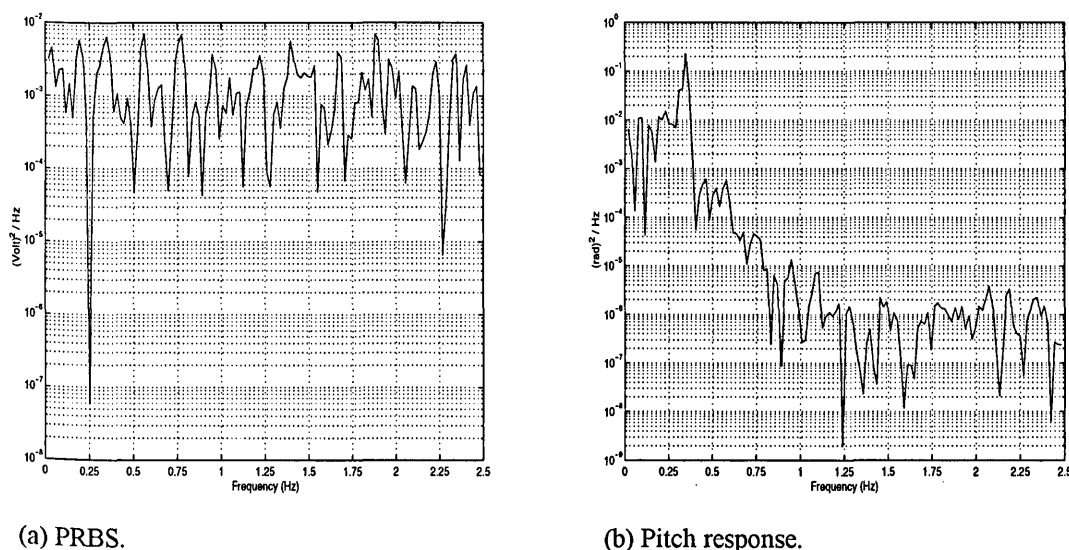 10^-2
10^-3
10^-4
10^-5
10^-6
10^-7
10^-8
(Volt)^2 / Hz
0 0.25 0.5 0.75 1 1.25 1.5 1.75 2 2.25 2.5
Frequency (Hz)
(a) PRBS.
10^0
10^-1
10^-2
10^-3
10^-4
10^-5
10^-6
10^-7
10^-8
10^-9
(rad)^2 / Hz
0 0.25 0.5 0.75 1 1.25 1.5 1.75 2 2.25 2.5
Frequency (Hz)
(b) Pitch response.